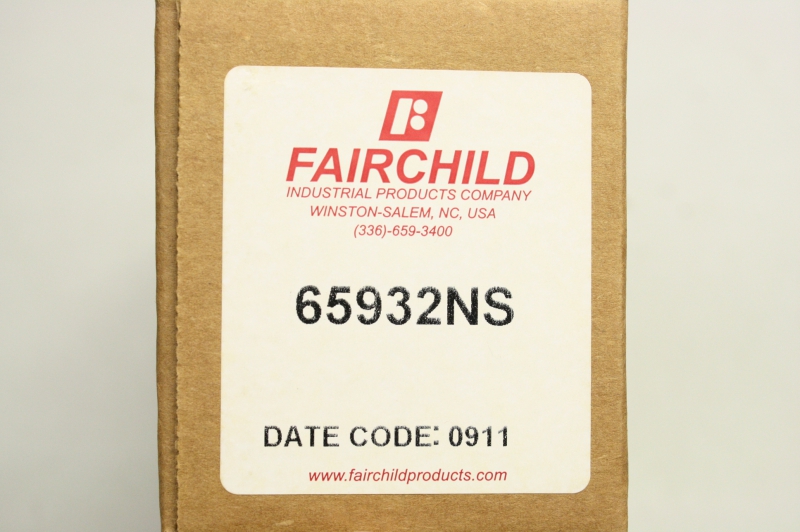 FAIRCHILD
INDUSTRIAL PRODUCTS COMPANY
WINSTON-SALEM, NC, USA
(336)-659-3400
65932NS
DATE CODE: 0911
www.fairchildproducts.com